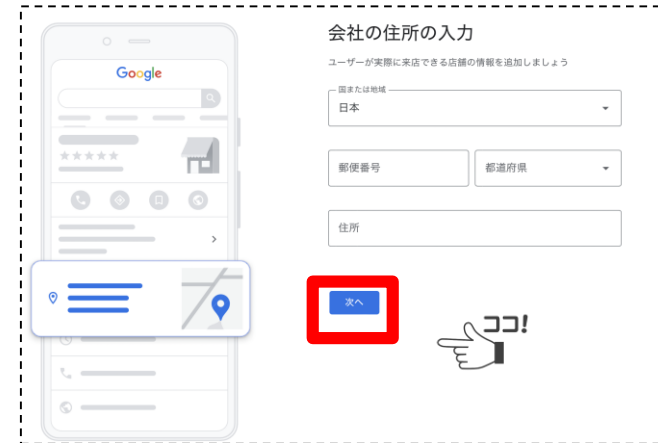 Google
会社の住所の入力
ユーザーが実際に来店できる店舗の情報を追加しましょう
国または地域
日本
郵便番号
都道府県
住所
次へ
ココ!